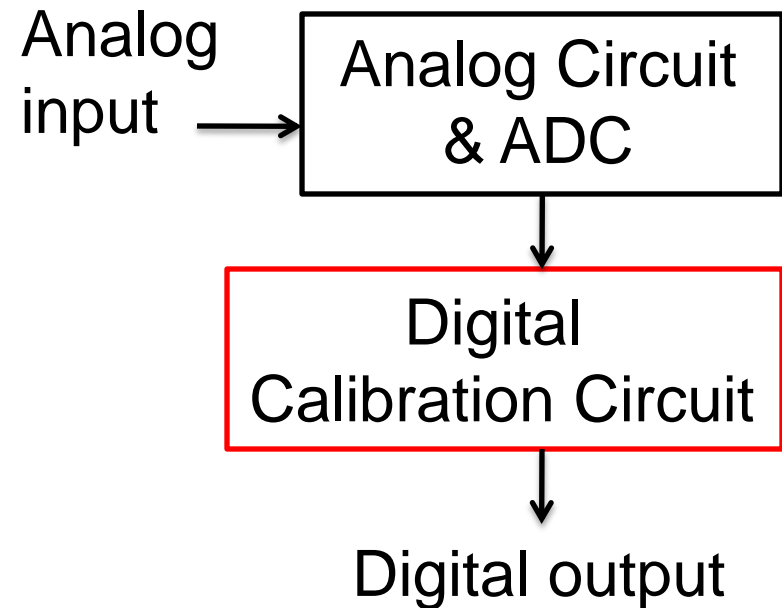 Analog
input
Analog Circuit
& ADC
Digital
Calibration Circuit
Digital output